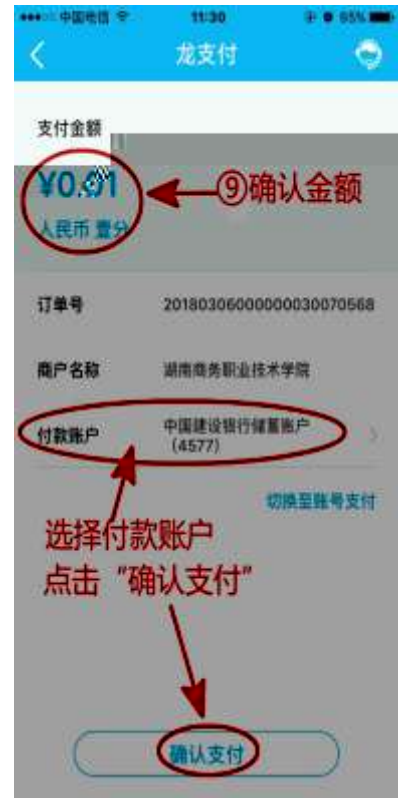 中国电信 11:30 95%
龙支付
支付金额
¥0.01
⑨确认金额
人民币 壹分
订单号 20180306000000030070568
商户名称 湖南商务职业技术学院
付款账户 中国建设银行储蓄账户
(4577)
切换至账号支付
选择付款账户
点击“确认支付”
确认支付